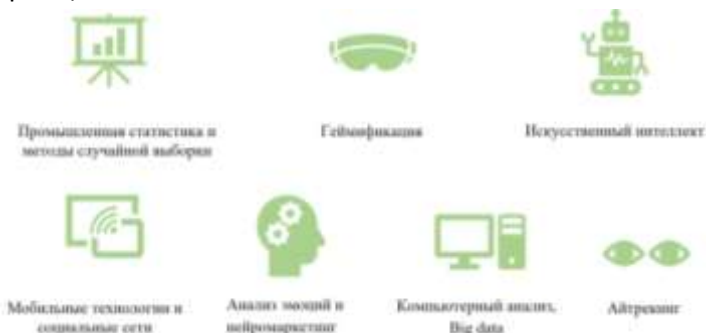 Промышленная статистика и
методы случайной выборки
Геймификация
Искусственный интеллект
Мобильные технологии и
социальные сети
Анализ эмоций и
нейромаркетинг
Компьютерный анализ,
Big data
Айтрекинг